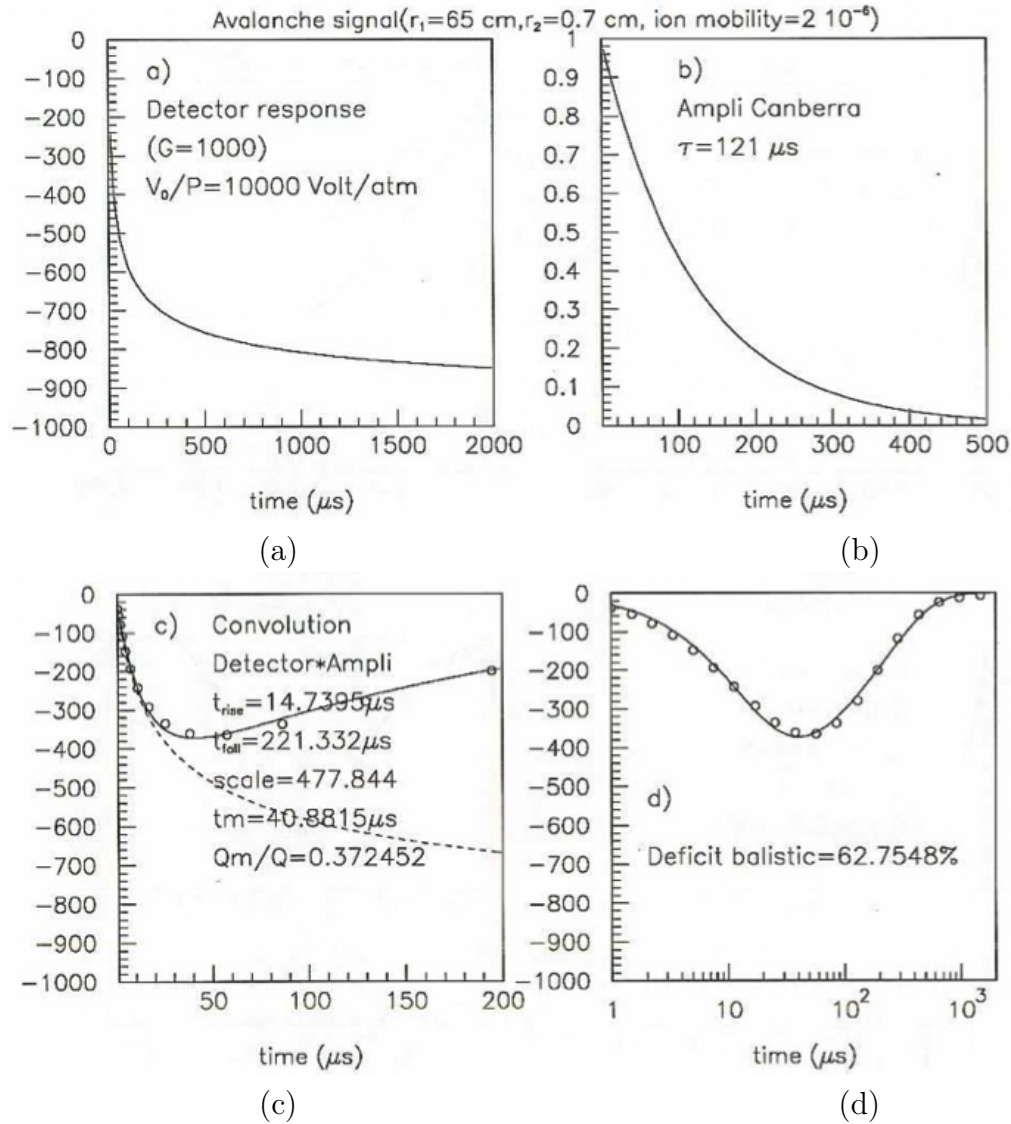 Avalanche signal(r₁=65 cm,r₂=0.7 cm, ion mobility=2 10⁻⁶)
0
-100
-200
-300
-400
-500
-600
-700
-800
-900
-1000
a)
Detector response
(G=1000)
V₀/P=10000 Volt/atm
0
500
1000
1500
2000
time (μs)
(a)
1
0.9
0.8
0.7
0.6
0.5
0.4
0.3
0.2
0.1
0
b)
Ampli Canberra
τ=121 μs
100
200
300
400
500
time (μs)
(b)
0
-100
-200
-300
-400
-500
-600
-700
-800
-900
-1000
c) Convolution
Detector*Ampli
t_rise=14.7395μs
t_fall=221.332μs
scale=477.844
tm=40.8815μs
Qm/Q=0.372452
50
100
150
200
time (μs)
(c)
0
-100
-200
-300
-400
-500
-600
-700
-800
-900
-1000
d)
Deficit balistic=62.7548%
1
10
10²
10³
time (μs)
(d)